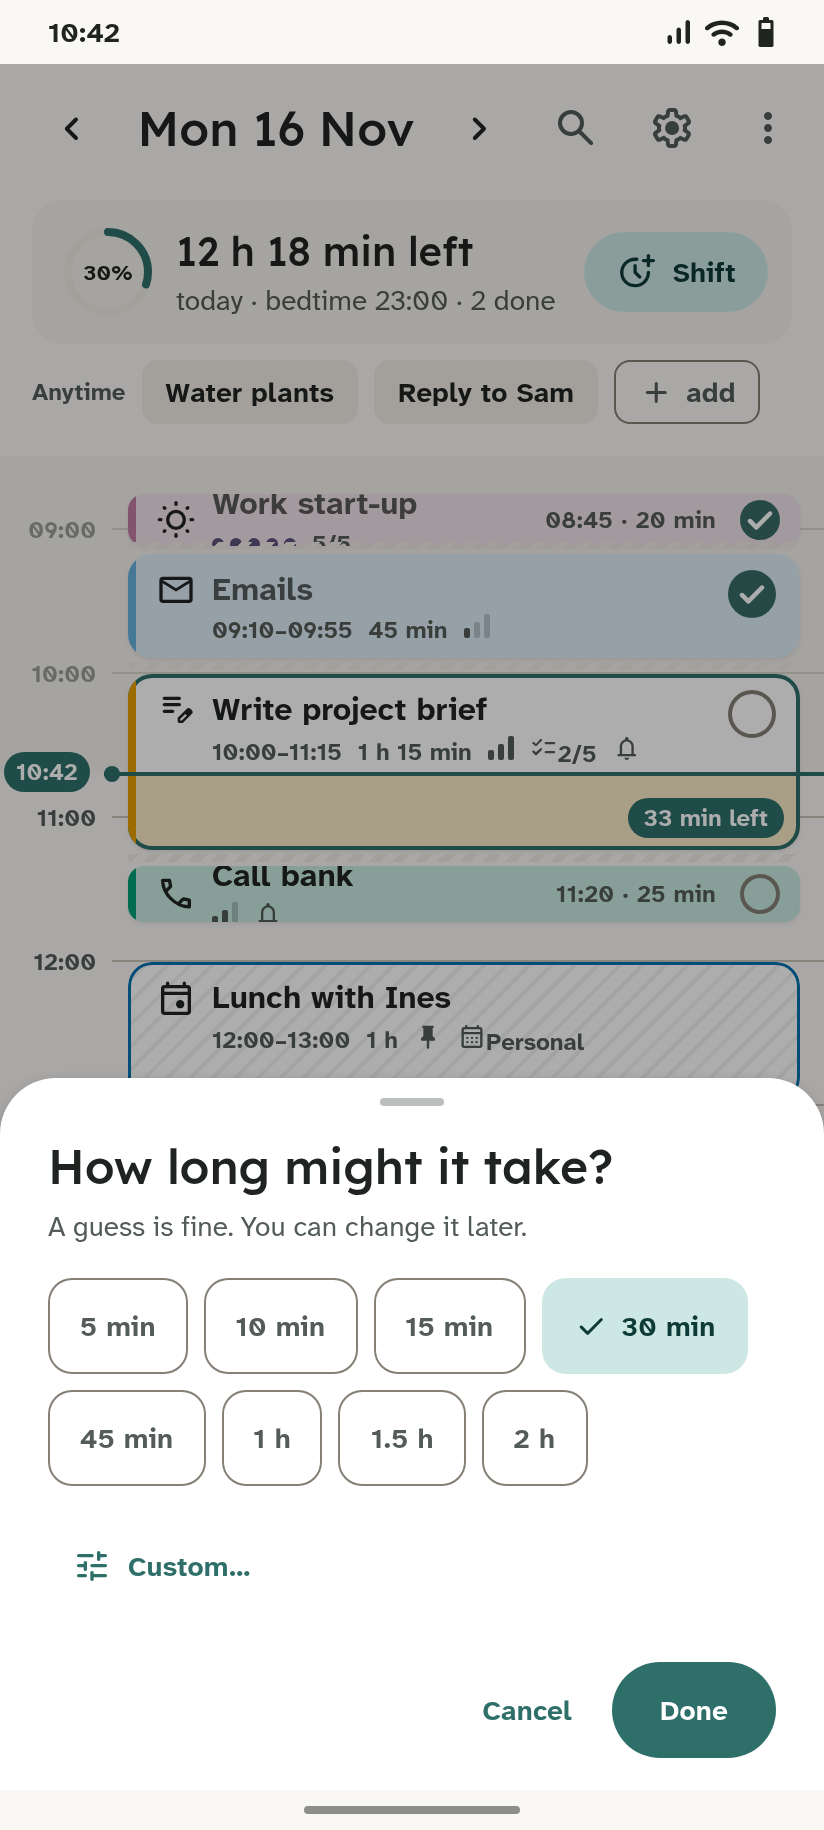 10:42
Mon 16 Nov
30%
12 h 18 min left
today · bedtime 23:00 · 2 done
Shift
Anytime
Water plants
Reply to Sam
add
09:00
Work start-up
5/5
08:45 · 20 min
Emails
09:10–09:55 45 min
10:00
Write project brief
10:00–11:15 1 h 15 min 2/5
10:42
11:00
33 min left
Call bank
11:20 · 25 min
12:00
Lunch with Ines
12:00–13:00 1 h Personal
How long might it take?
A guess is fine. You can change it later.
5 min
10 min
15 min
30 min
45 min
1 h
1.5 h
2 h
Custom...
Cancel
Done